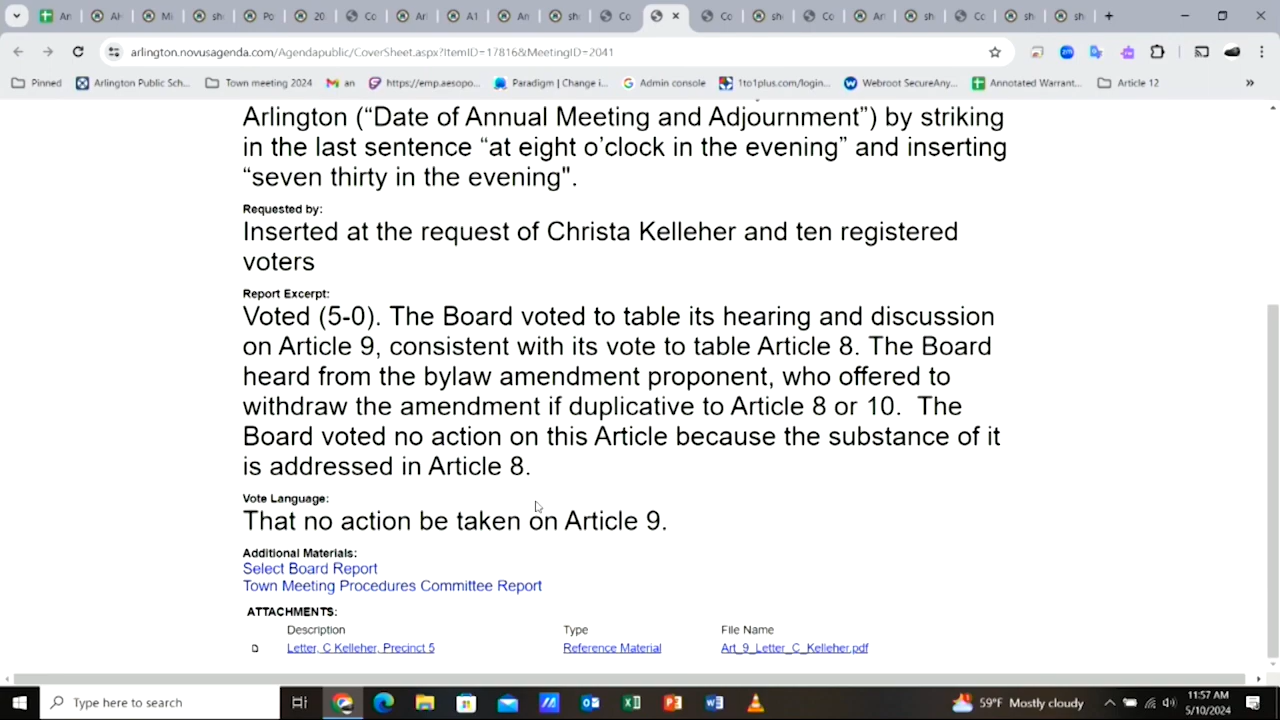 arlington.novusagenda.com/Agendapublic/CoverSheet.aspx?ItemID=17816&MeetingID=2041
Pinned Arlington Public Sch... Town meeting 2024 an https://emp.aesopo... Paradigm | Change i... Admin console 1to1plus.com/login... Webroot SecureAny... Annotated Warrant... Article 12 »
Arlington (“Date of Annual Meeting and Adjournment”) by striking
in the last sentence “at eight o’clock in the evening” and inserting
“seven thirty in the evening".
Requested by:
Inserted at the request of Christa Kelleher and ten registered
voters
Report Excerpt:
Voted (5-0). The Board voted to table its hearing and discussion
on Article 9, consistent with its vote to table Article 8. The Board
heard from the bylaw amendment proponent, who offered to
withdraw the amendment if duplicative to Article 8 or 10. The
Board voted no action on this Article because the substance of it
is addressed in Article 8.
Vote Language:
That no action be taken on Article 9.
Additional Materials:
Select Board Report
Town Meeting Procedures Committee Report
ATTACHMENTS:
Description Type File Name
Letter, C Kelleher, Precinct 5 Reference Material Art_9_Letter_C_Kelleher.pdf
Type here to search 59°F Mostly cloudy 11:57 AM
5/10/2024